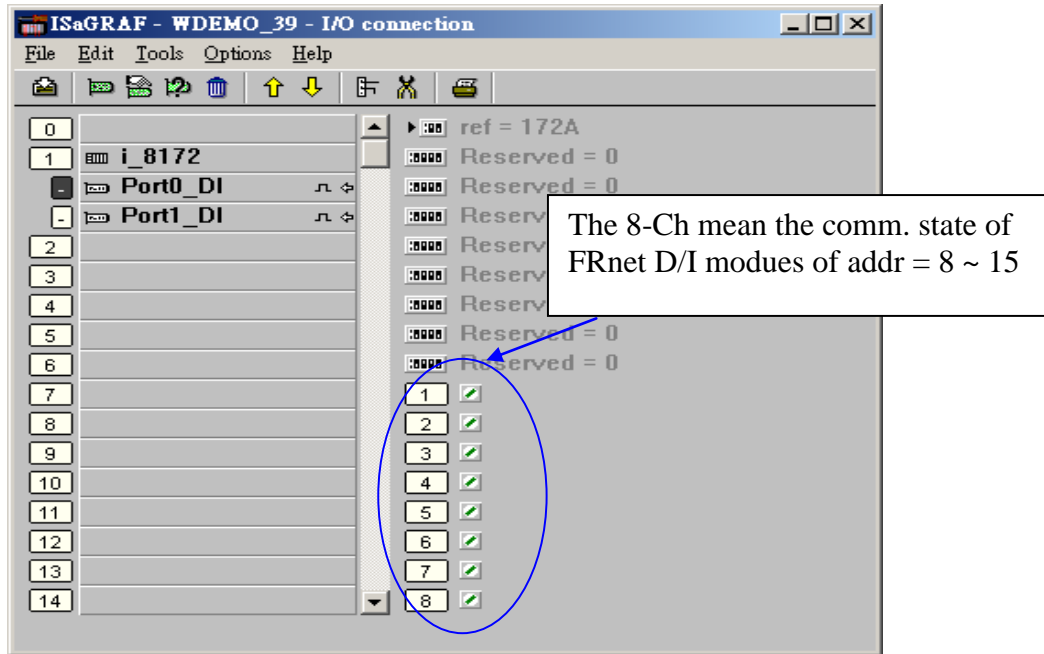 ISaGRAF - WDEMO_39 - I/O connection
File Edit Tools Options Help
0
1 i_8172
- Port0_DI
- Port1_DI
2
3
4
5
6
7
8
9
10
11
12
13
14
ref = 172A
Reserved = 0
Reserved = 0
Reserv
Reserv
Reserv
Reserv
Reserved = 0
Reserved = 0
1
2
3
4
5
6
7
8
The 8-Ch mean the comm. state of
FRnet D/I modues of addr = 8 ~ 15